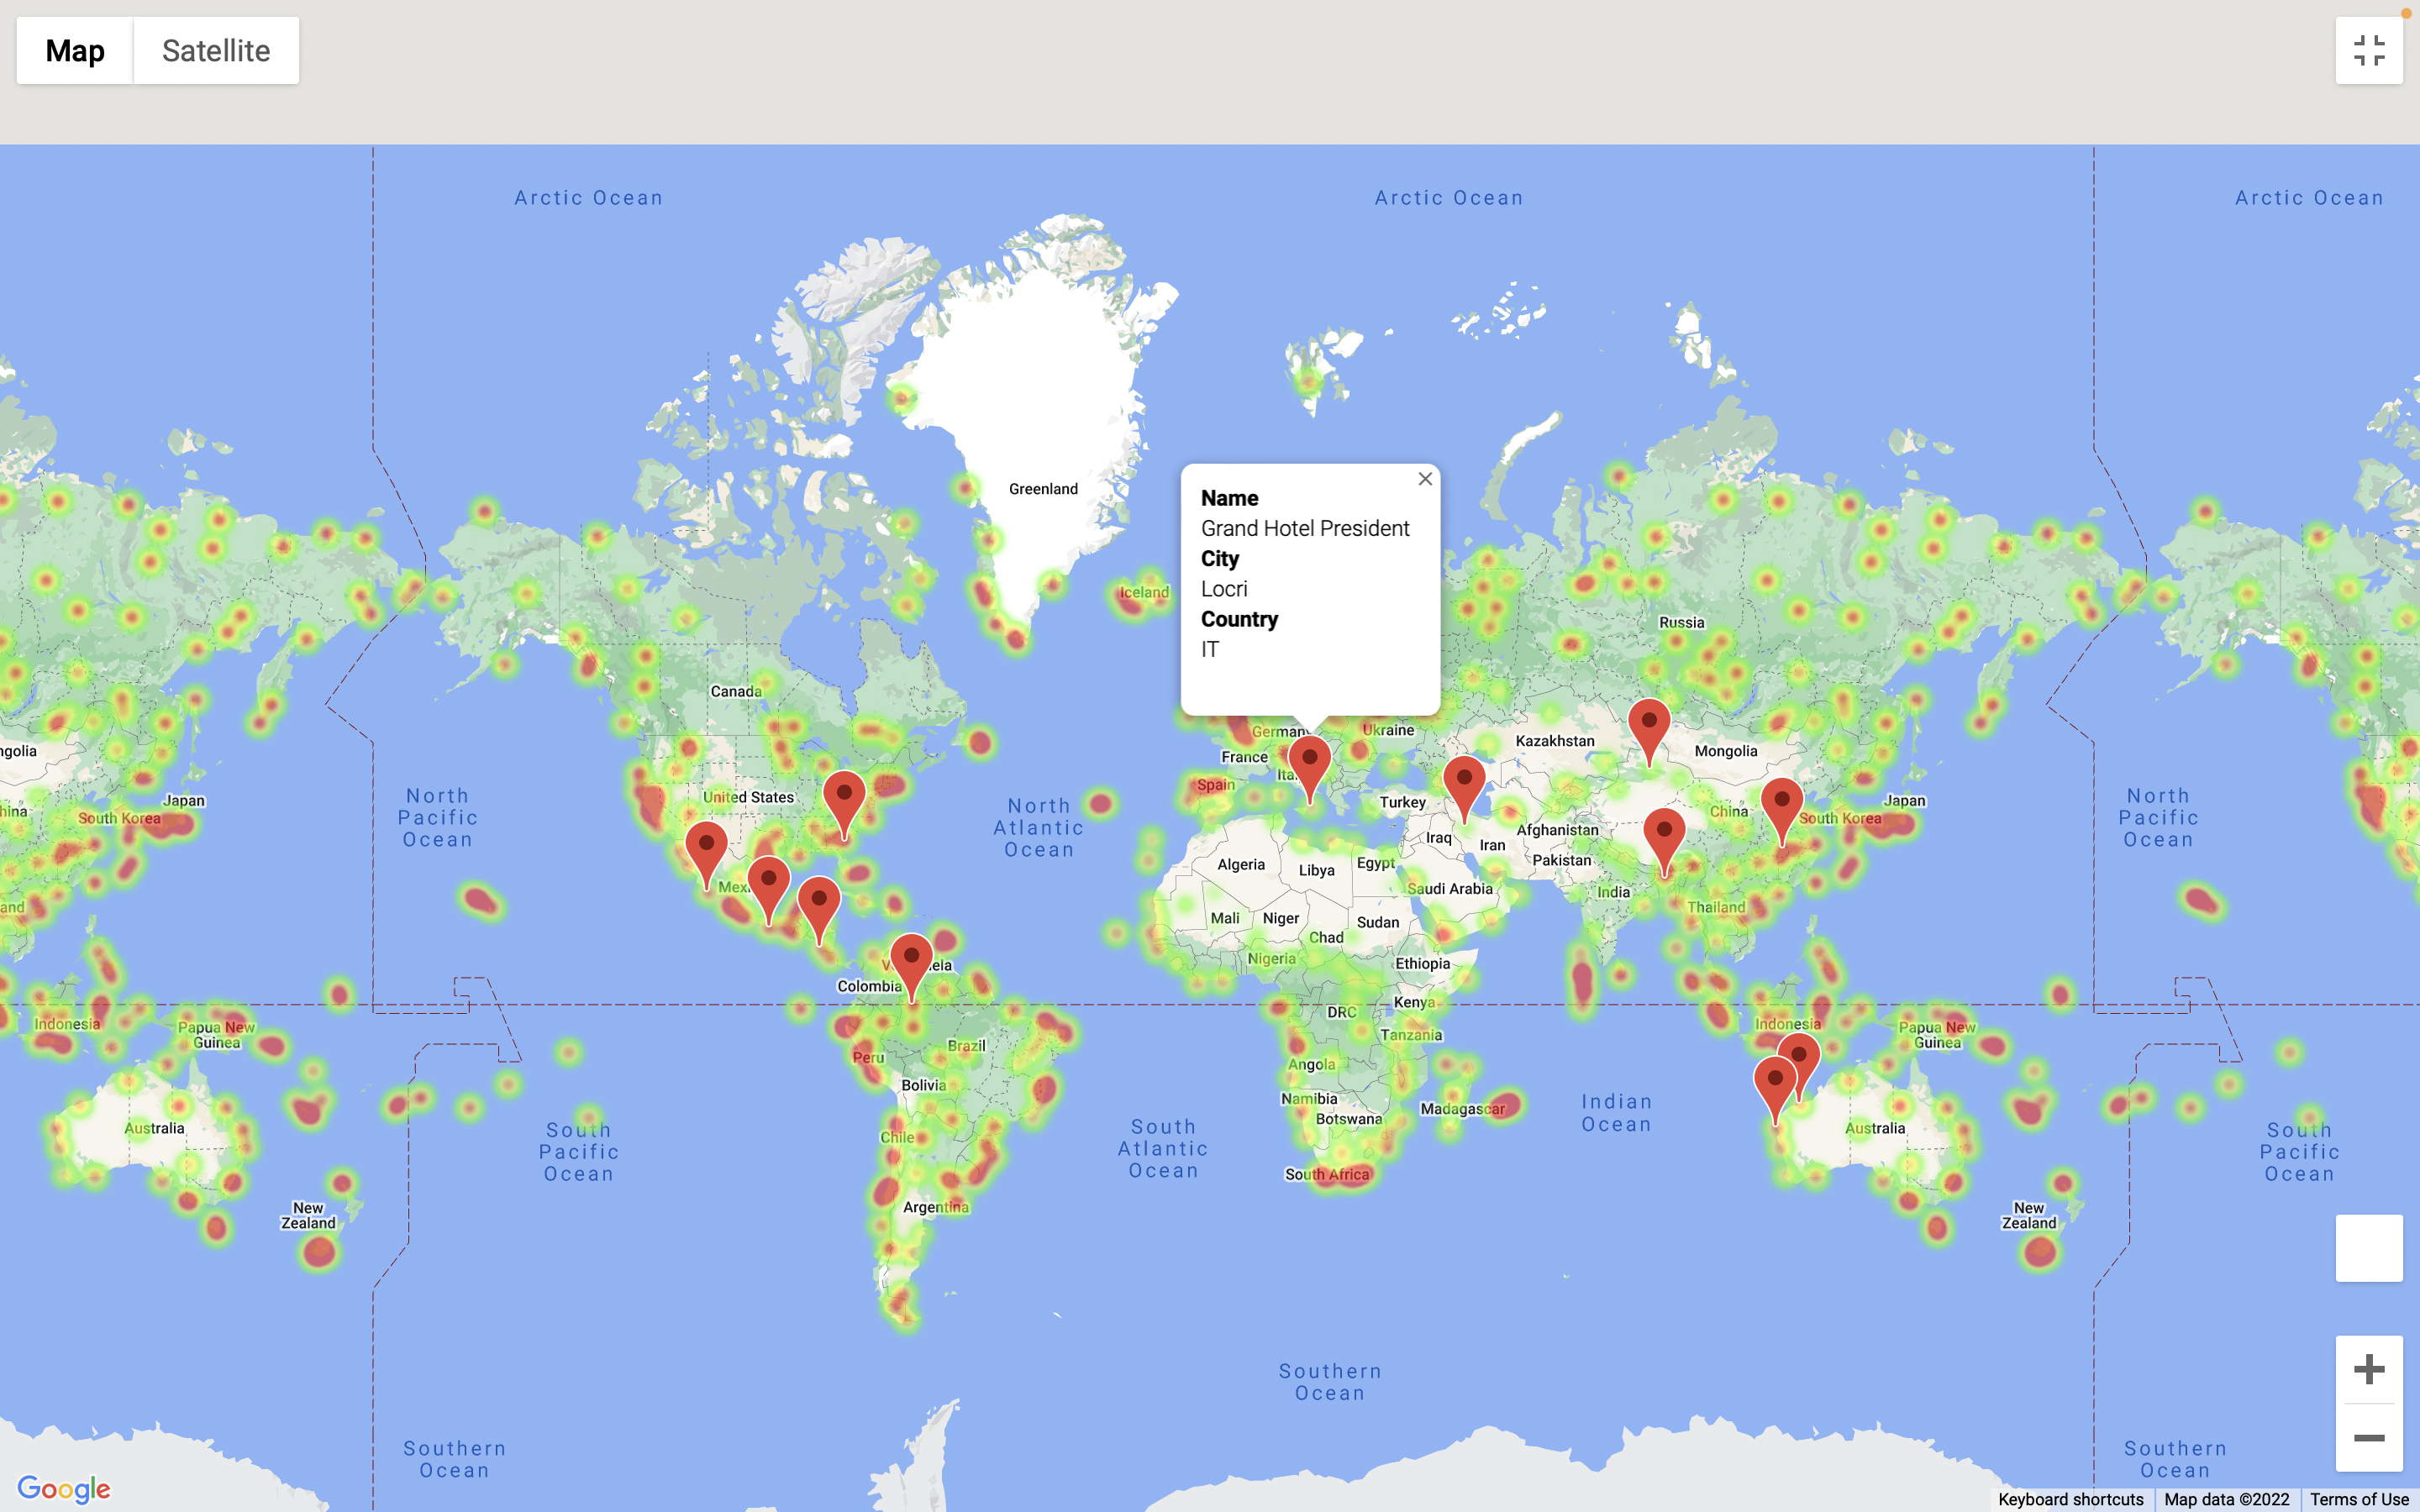 Map
Satellite
Arctic Ocean
Arctic Ocean
Arctic Ocean
Greenland
Name
Grand Hotel President
City
Locri
Country
IT
Iceland
Russia
Canada
Germany
Ukraine
Kazakhstan
Mongolia
ngolia
France
Ita
Spain
United States
Turkey
China
hina
Japan
South Korea
Japan
South Korea
North
Pacific
Ocean
North
Atlantic
Ocean
North
Pacific
Ocean
Afghanistan
Iraq
Iran
Pakistan
Algeria
Libya
Egypt
Saudi Arabia
India
Mexi
Mali
Niger
Sudan
Chad
Thailand
and
Nigeria
Ethiopia
V
ela
Colombia
Kenya
DRC
Tanzania
Indonesia
Papua New
Guinea
Indonesia
Papua New
Guinea
Brazil
Peru
Bolivia
Angola
Namibia
Botswana
Madagascar
Indian
Ocean
Australia
Australia
Chile
South
Pacific
Ocean
South
Atlantic
Ocean
South
Pacific
Ocean
South Africa
Argentina
New
Zealand
New
Zealand
Southern
Ocean
Southern
Ocean
Southern
Ocean
Google
Keyboard shortcuts
Map data ©2022
Terms of Use